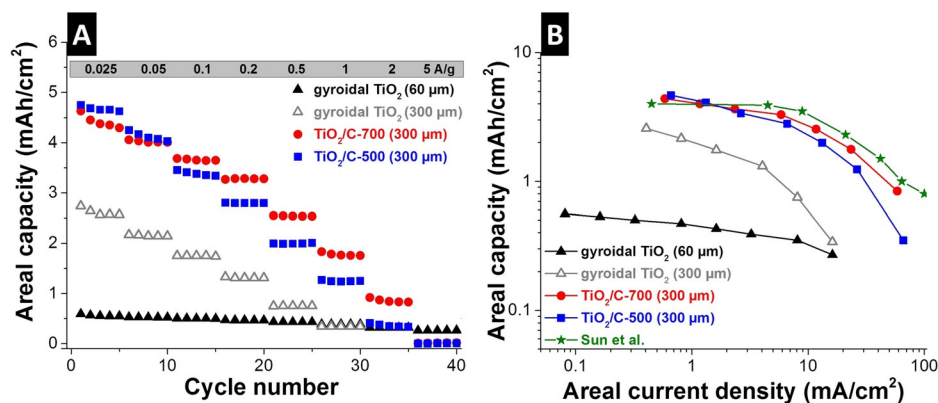 A
Areal capacity (mAh/cm²)
6
5
4
3
2
1
0
0.025 0.05 0.1 0.2 0.5 1 2 5 A/g
gyroidal TiO₂ (60 µm)
gyroidal TiO₂ (300 µm)
TiO₂/C-700 (300 µm)
TiO₂/C-500 (300 µm)
0 10 20 30 40
Cycle number
B
Areal capacity (mAh/cm²)
10
1
0.1
gyroidal TiO₂ (60 µm)
gyroidal TiO₂ (300 µm)
TiO₂/C-700 (300 µm)
TiO₂/C-500 (300 µm)
Sun et al.
0.1 1 10 100
Areal current density (mA/cm²)